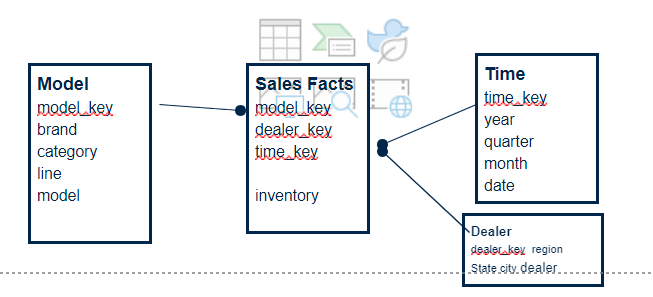 Model
model_key
brand
category
line
model
Sales Facts
model_key
dealer_key
time_key
inventory
Time
time_key
year
quarter
month
date
Dealer
dealer_key region
State city dealer